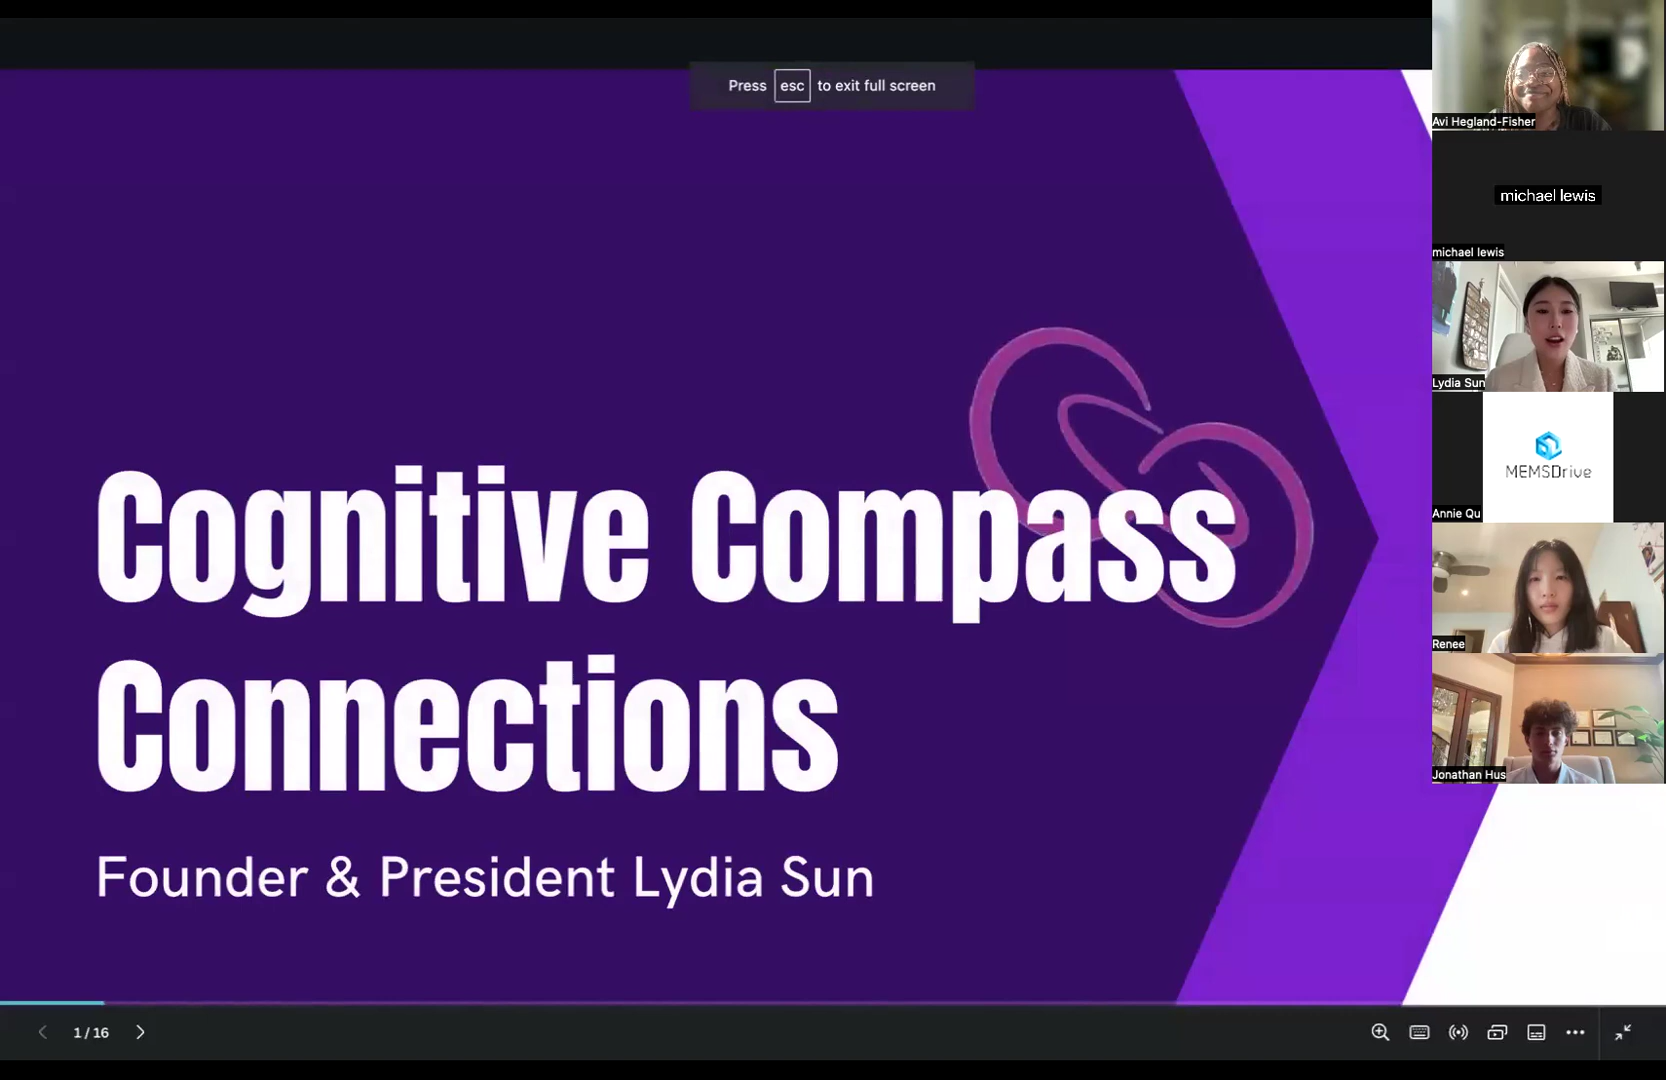 Press esc to exit full screen
Cognitive Compass
Connections
Founder & President Lydia Sun
1 / 16
Avi Hegland-Fisher
michael lewis
michael lewis
Lydia Sun
MEMSDrive
Annie Qu
Renee
Jonathan Hus